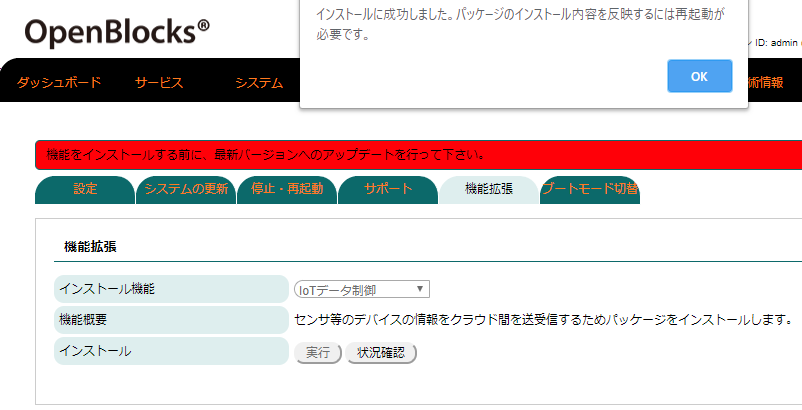 インストールに成功しました。パッケージのインストール内容を反映するには再起動が
必要です。
OK
OpenBlocks®
ID: admin
ダッシュボード サービス システム 術情報
機能をインストールする前に、最新バージョンへのアップデートを行って下さい。
設定 システムの更新 停止・再起動 サポート 機能拡張 ブートモード切替
機能拡張
インストール機能 IoTデータ制御
機能概要 センサ等のデバイスの情報をクラウド間を送受信するためパッケージをインストールします。
インストール 実行 状況確認